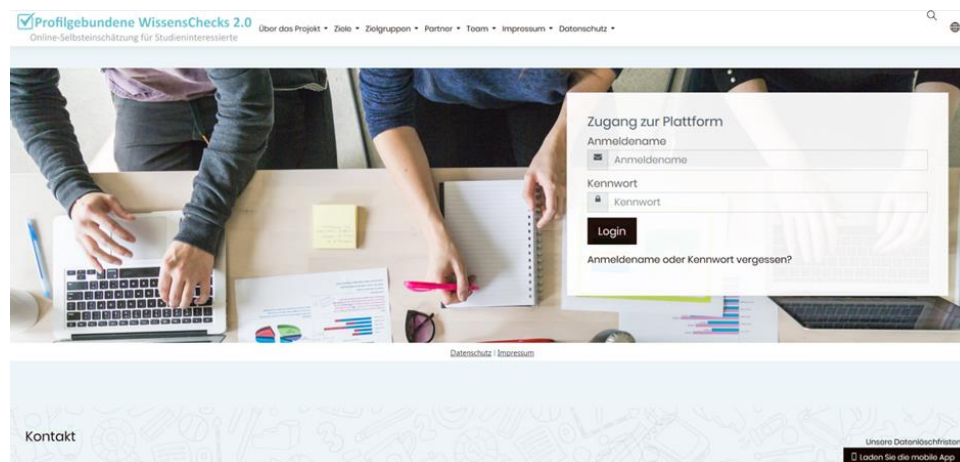 Profilgebundene WissensChecks 2.0
Online-Selbsteinschätzung für Studieninteressierte
Über das Projekt Ziele Zielgruppen Partner Team Impressum Datenschutz
Zugang zur Plattform
Anmeldename
Anmeldename
Kennwort
Kennwort
Login
Anmeldename oder Kennwort vergessen?
Datenschutz | Impressum
Kontakt
Unsere Datenlöschfristen
Laden Sie die mobile App